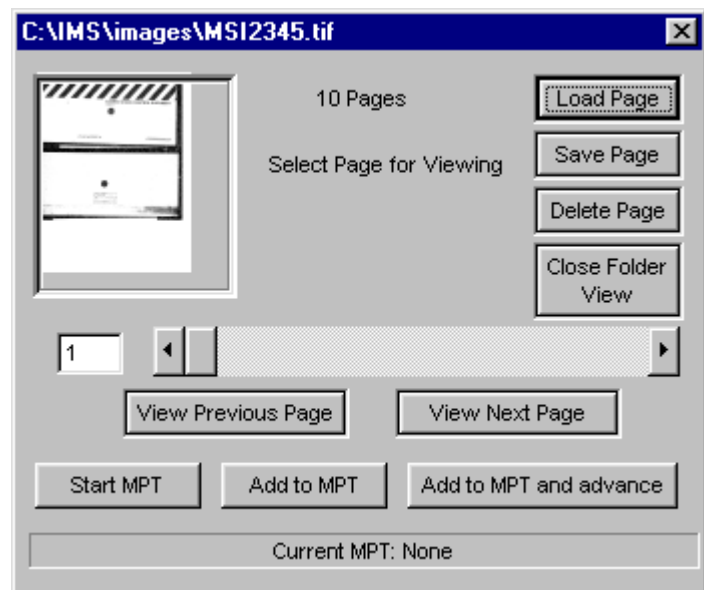 C:\IMS\images\MSI2345.tif
10 Pages
Load Page
Select Page for Viewing
Save Page
Delete Page
Close Folder
View
1
View Previous Page
View Next Page
Start MPT
Add to MPT
Add to MPT and advance
Current MPT: None